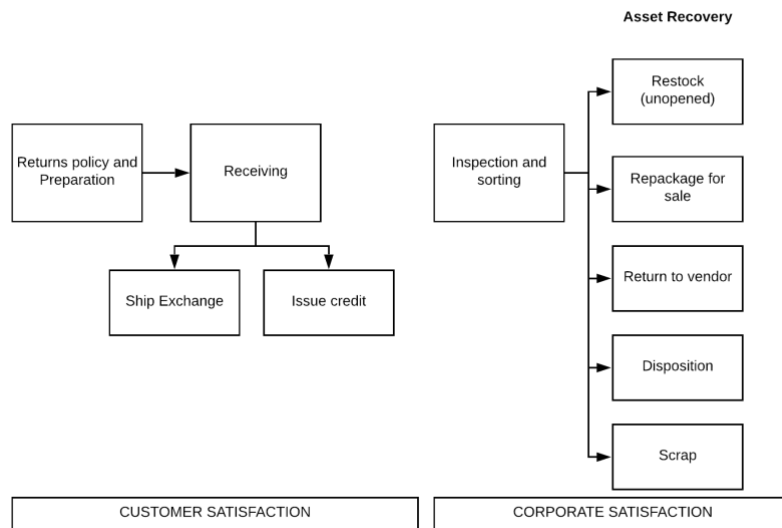 Asset Recovery
Returns policy and
Preparation
Receiving
Ship Exchange
Issue credit
Inspection and
sorting
Restock
(unopened)
Repackage for
sale
Return to vendor
Disposition
Scrap
CUSTOMER SATISFACTION
CORPORATE SATISFACTION